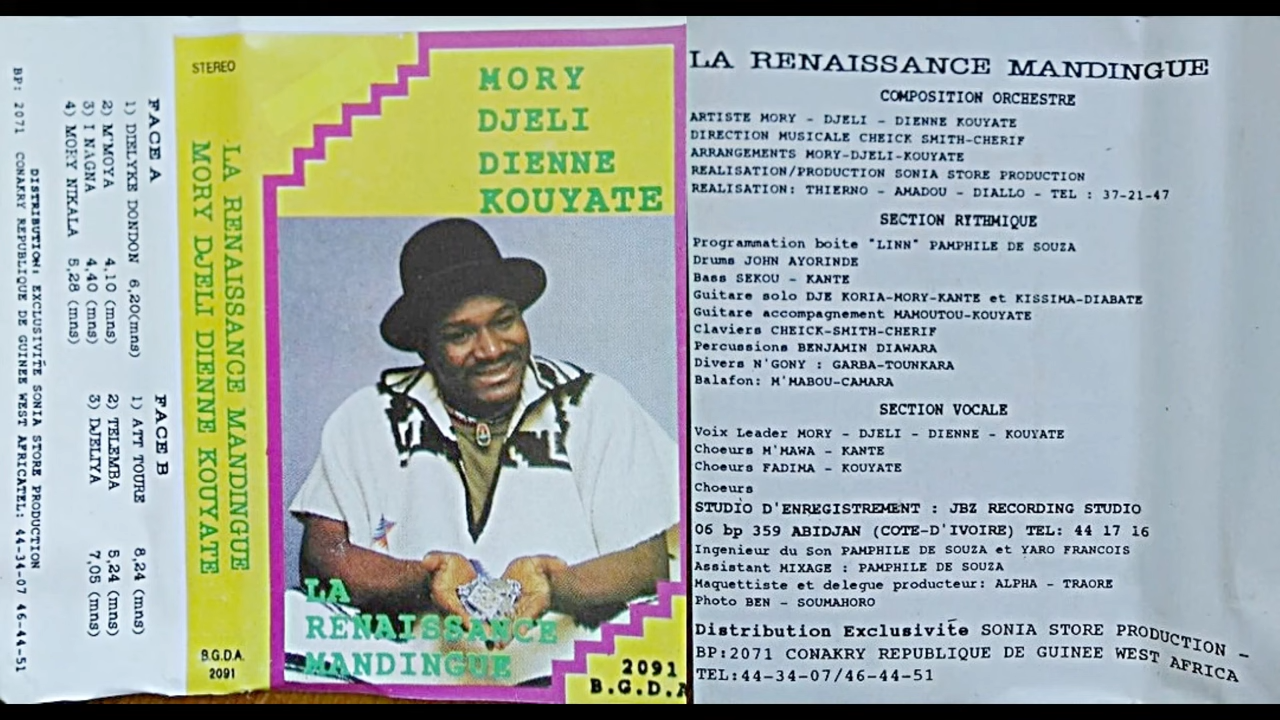 FACE A
1) DIELYKE DONDON 6,20(mns)
2) M'MOYA 4,10 (mns)
3) I NAGNA 4,40 (mns)
4) MORY NIKALA 5,28 (mns)
FACE B
1) ATT TOURE 8,24 (mns)
2) TELEMBA 5,24 (mns)
3) DJELIYA 7,05 (mns)
DISTRIBUTION: EXCLUSIVITE SONIA STORE PRODUCTION
BP: 2071 CONAKRY REPUBLIQUE DE GUINEE WEST AFRICATEL: 44-34-07 46-44-51
STEREO
LA RENAISSANCE MANDINGUE
MORY DJELI DIENNE KOUYATE
B.G.D.A.
2091
MORY
DJELI
DIENNE
KOUYATE
LA
RENAISSANCE
MANDINGUE
2091
B.G.D.A
LA RENAISSANCE MANDINGUE
COMPOSITION ORCHESTRE
ARTISTE MORY - DJELI - DIENNE KOUYATE
DIRECTION MUSICALE CHEICK SMITH-CHERIF
ARRANGEMENTS MORY-DJELI-KOUYATE
REALISATION/PRODUCTION SONIA STORE PRODUCTION
REALISATION: THIERNO - AMADOU - DIALLO - TEL : 37-21-47
SECTION RYTHMIQUE
Programmation boite "LINN" PAMPHILE DE SOUZA
Drums JOHN AYORINDE
Bass SEKOU - KANTE
Guitare solo DJE KORIA-MORY-KANTE et KISSIMA-DIABATE
Guitare accompagnement MAMOUTOU-KOUYATE
Claviers CHEICK-SMITH-CHERIF
Percussions BENJAMIN DIAWARA
Divers N'GONY : GARBA-TOUNKARA
Balafon: M'MABOU-CAMARA
SECTION VOCALE
Voix Leader MORY - DJELI - DIENNE - KOUYATE
Choeurs M'MAWA - KANTE
Choeurs FADIMA - KOUYATE
Choeurs
STUDIO D'ENREGISTREMENT : JBZ RECORDING STUDIO
06 bp 359 ABIDJAN (COTE-D'IVOIRE) TEL: 44 17 16
Ingenieur du Son PAMPHILE DE SOUZA et YARO FRANCOIS
Assistant MIXAGE : PAMPHILE DE SOUZA
Maquettiste et delegue producteur: ALPHA - TRAORE
Photo BEN - SOUMAHORO
Distribution Exclusivite SONIA STORE PRODUCTION -
BP:2071 CONAKRY REPUBLIQUE DE GUINEE WEST AFRICA
TEL:44-34-07/46-44-51